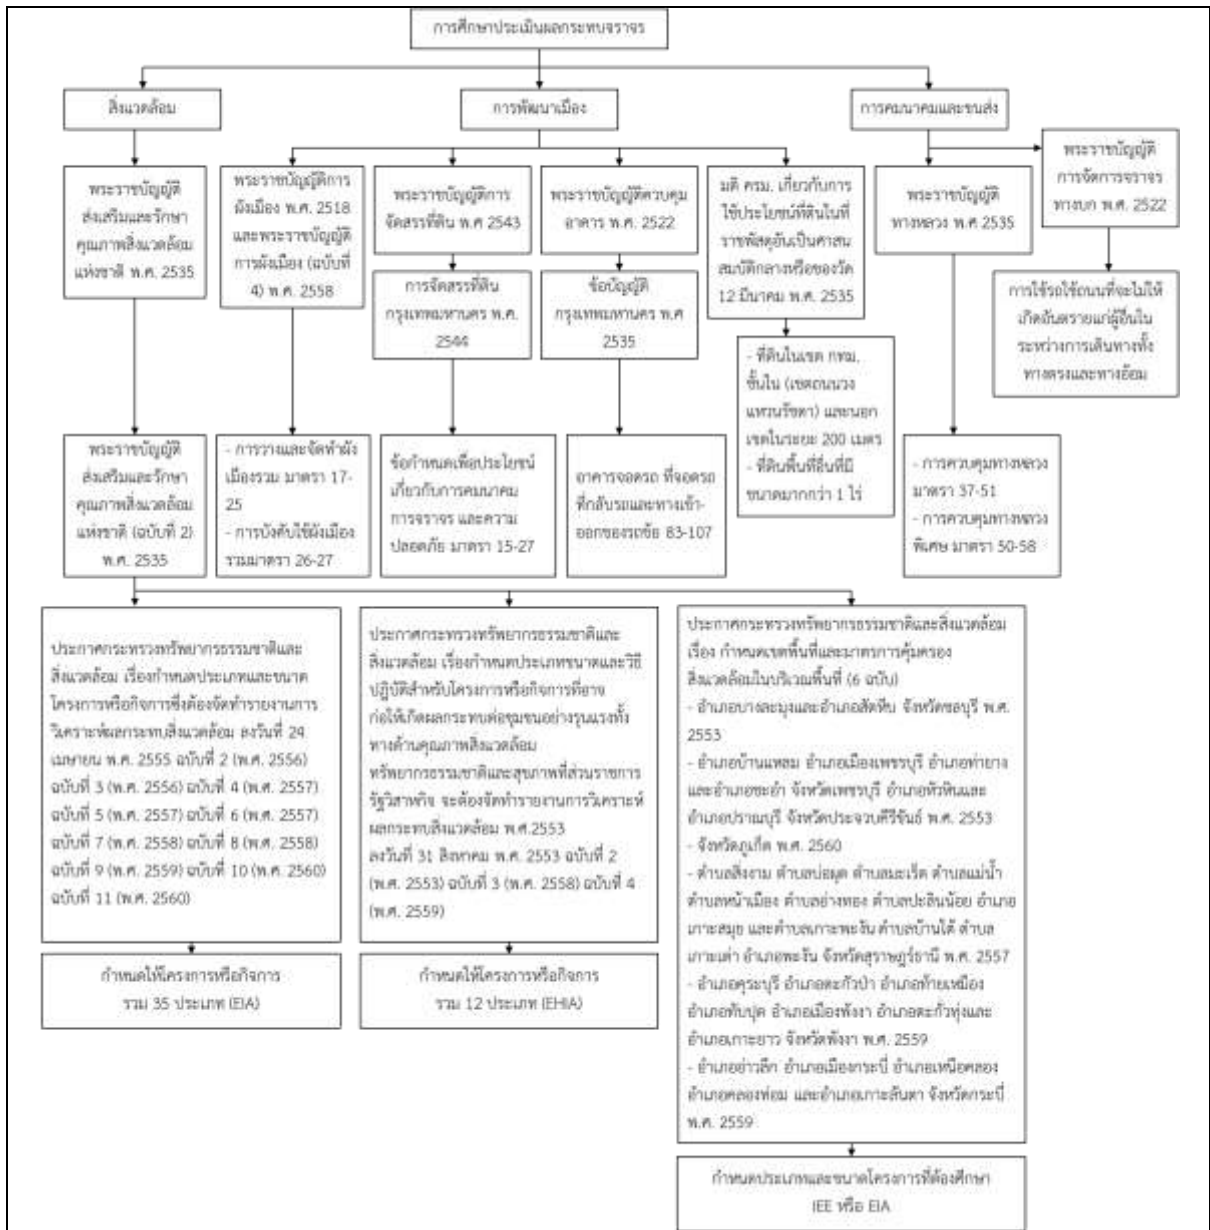 การศึกษาประเมินผลกระทบจราจร
สิ่งแวดล้อม
การพัฒนาเมือง
การคมนาคมและขนส่ง
พระราชบัญญัติ
ส่งเสริมและรักษา
คุณภาพสิ่งแวดล้อม
แห่งชาติ พ.ศ. 2535
พระราชบัญญัติการ
ผังเมือง พ.ศ. 2518
และพระราชบัญญัติ
การผังเมือง (ฉบับที่
4) พ.ศ. 2558
พระราชบัญญัติการ
จัดสรรที่ดิน พ.ศ 2543
พระราชบัญญัติควบคุม
อาคาร พ.ศ. 2522
มติ ครม. เกี่ยวกับการ
ใช้ประโยชน์ที่ดินในที่
ราชพัสดุอันเป็นศาสน
สมบัติกลางหรือของวัด
12 มีนาคม พ.ศ. 2535
พระราชบัญญัติ
ทางหลวง พ.ศ 2535
พระราชบัญญัติ
การจัดการจราจร
ทางบก พ.ศ. 2522
การจัดสรรที่ดิน
กรุงเทพมหานคร พ.ศ.
2544
ข้อบัญญัติ
กรุงเทพมหานคร พ.ศ
2535
การใช้รถใช้ถนนที่จะไม่ให้
เกิดอันตรายแก่ผู้อื่นใน
ระหว่างการเดินทางทั้ง
ทางตรงและทางอ้อม
- ที่ดินในเขต กทม.
ชั้นใน (เขตถนนวง
แหวนรัชดา) และนอก
เขตในระยะ 200 เมตร
- ที่ดินพื้นที่อื่นที่มี
ขนาดมากกว่า 1 ไร่
พระราชบัญญัติ
ส่งเสริมและรักษา
คุณภาพสิ่งแวดล้อม
แห่งชาติ (ฉบับที่ 2)
พ.ศ. 2535
- การวางและจัดทำผัง
เมืองรวม มาตรา 17-
25
- การบังคับใช้ผังเมือง
รวมมาตรา 26-27
ข้อกำหนดเพื่อประโยชน์
เกี่ยวกับการคมนาคม
การจราจร และความ
ปลอดภัย มาตรา 15-27
อาคารจอดรถ ที่จอดรถ
ที่กลับรถและทางเข้า-
ออกของรถข้อ 83-107
- การควบคุมทางหลวง
มาตรา 37-51
- การควบคุมทางหลวง
พิเศษ มาตรา 50-58
ประกาศกระทรวงทรัพยากรธรรมชาติและ
สิ่งแวดล้อม เรื่องกำหนดประเภทและขนาด
โครงการหรือกิจการซึ่งต้องจัดทำรายงานการ
วิเคราะห์ผลกระทบสิ่งแวดล้อม ลงวันที่ 24
เมษายน พ.ศ. 2555 ฉบับที่ 2 (พ.ศ. 2556)
ฉบับที่ 3 (พ.ศ. 2556) ฉบับที่ 4 (พ.ศ. 2557)
ฉบับที่ 5 (พ.ศ. 2557) ฉบับที่ 6 (พ.ศ. 2557)
ฉบับที่ 7 (พ.ศ. 2558) ฉบับที่ 8 (พ.ศ. 2558)
ฉบับที่ 9 (พ.ศ. 2559) ฉบับที่ 10 (พ.ศ. 2560)
ฉบับที่ 11 (พ.ศ. 2560)
กำหนดให้โครงการหรือกิจการ
รวม 35 ประเภท (EIA)
ประกาศกระทรวงทรัพยากรธรรมชาติและ
สิ่งแวดล้อม เรื่องกำหนดประเภทขนาดและวิธี
ปฏิบัติสำหรับโครงการหรือกิจการที่อาจ
ก่อให้เกิดผลกระทบต่อชุมชนอย่างรุนแรงทั้ง
ทางด้านคุณภาพสิ่งแวดล้อม
ทรัพยากรธรรมชาติและสุขภาพที่ส่วนราชการ
รัฐวิสาหกิจ จะต้องจัดทำรายงานการวิเคราะห์
ผลกระทบสิ่งแวดล้อม พ.ศ.2553
ลงวันที่ 31 สิงหาคม พ.ศ. 2553 ฉบับที่ 2
(พ.ศ. 2553) ฉบับที่ 3 (พ.ศ. 2558) ฉบับที่ 4
(พ.ศ. 2559)
กำหนดให้โครงการหรือกิจการ
รวม 12 ประเภท (EHIA)
ประกาศกระทรวงทรัพยากรธรรมชาติและสิ่งแวดล้อม
เรื่อง กำหนดเขตพื้นที่และมาตรการคุ้มครอง
สิ่งแวดล้อมในบริเวณพื้นที่ (6 ฉบับ)
- อำเภอบางละมุงและอำเภอสัตหีบ จังหวัดชลบุรี พ.ศ.
2553
- อำเภอบ้านแหลม อำเภอเมืองเพชรบุรี อำเภอท่ายาง
และอำเภอชะอำ จังหวัดเพชรบุรี อำเภอหัวหินและ
อำเภอปราณบุรี จังหวัดประจวบคีรีขันธ์ พ.ศ. 2553
- จังหวัดภูเก็ต พ.ศ. 2560
- ตำบลลิ่งงาม ตำบลบ่อผุด ตำบลมะเร็ต ตำบลแม่น้ำ
ตำบลหน้าเมือง ตำบลอ่างทอง ตำบลปะลินน้อย อำเภอ
เกาะสมุย และตำบลเกาะพะงัน ตำบลบ้านใต้ ตำบล
เกาะเต่า อำเภอพะงัน จังหวัดสุราษฎร์ธานี พ.ศ. 2557
- อำเภอคุระบุรี อำเภอตะกั่วป่า อำเภอท้ายเหมือง
อำเภอทับปุด อำเภอเมืองพังงา อำเภอตะกั่วทุ่งและ
อำเภอเกาะยาว จังหวัดพังงา พ.ศ. 2559
- อำเภออ่าวลึก อำเภอเมืองกระบี่ อำเภอเหนือคลอง
อำเภอคลองท่อม และอำเภอเกาะลันตา จังหวัดกระบี่
พ.ศ. 2559
กำหนดประเภทและขนาดโครงการที่ต้องศึกษา
IEE หรือ EIA